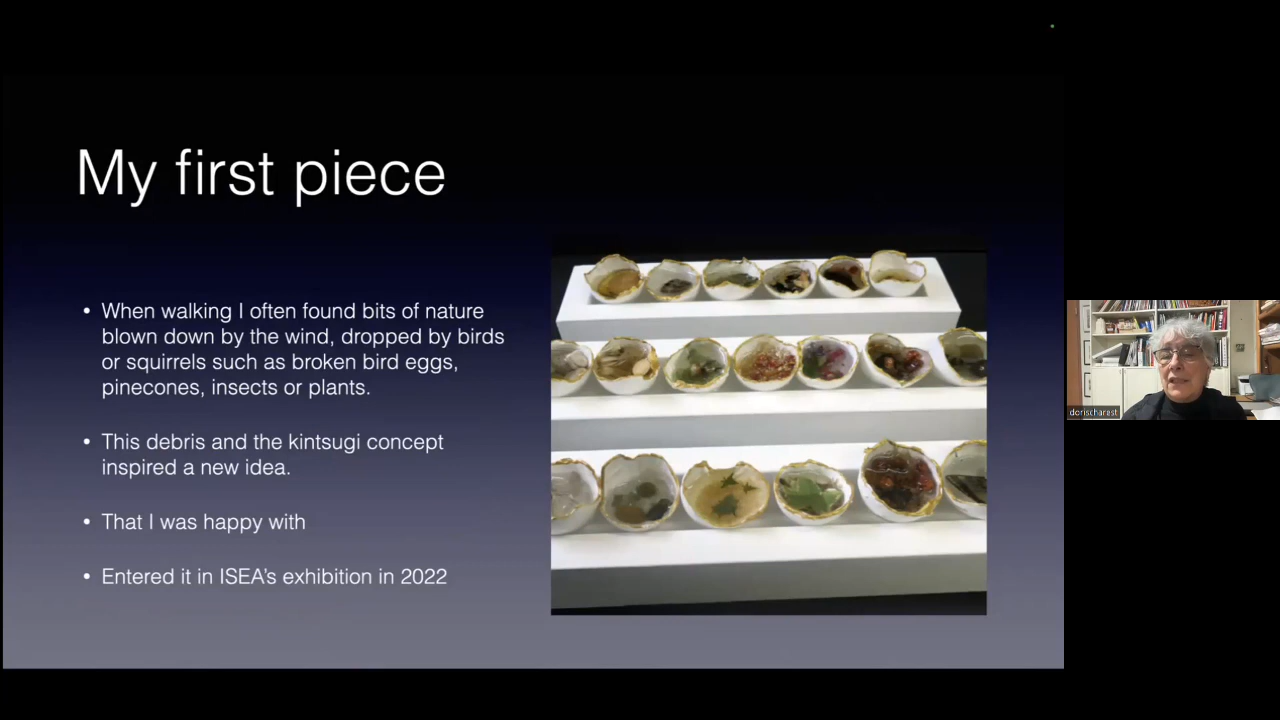 My first piece
• When walking I often found bits of nature
blown down by the wind, dropped by birds
or squirrels such as broken bird eggs,
pinecones, insects or plants.
• This debris and the kintsugi concept
inspired a new idea.
• That I was happy with
• Entered it in ISEA's exhibition in 2022
dorischarest